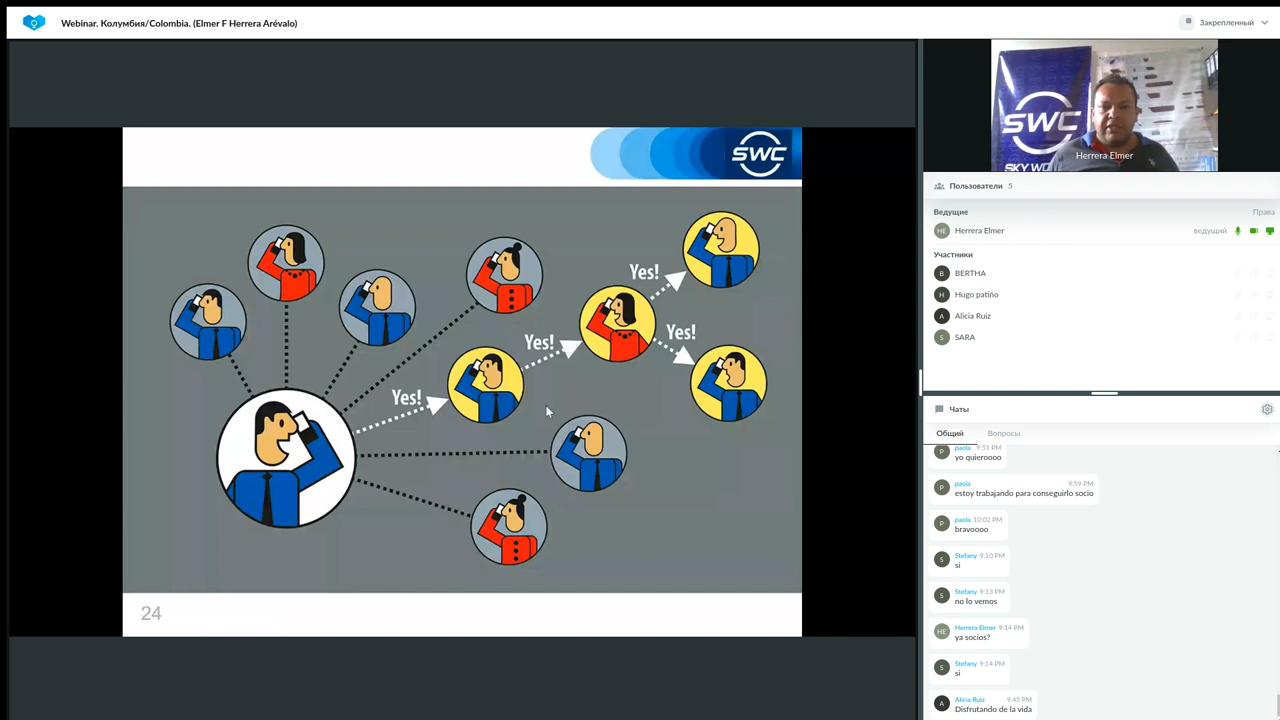 Webinar. Колумбия/Colombia. (Elmer F Herrera Arévalo)
Закрепленный
SWC
Yes!
Yes!
Yes!
Yes!
24
SWC
SKY WO
Herrera Elmer
Пользователи 5
Ведущие
Права
HE
Herrera Elmer
ведущий
Участники
B
BERTHA
H
Hugo patiño
A
Alicia Ruiz
S
SARA
Чаты
Общий
Вопросы
P
paola 9:51 PM
yo quieroooo
P
paola 9:59 PM
estoy trabajando para conseguirlo socio
P
paola 10:02 PM
bravoooo
S
Stefany 9:10 PM
si
S
Stefany 9:13 PM
no lo vemos
HE
Herrera Elmer 9:14 PM
ya socios?
S
Stefany 9:14 PM
si
A
Alicia Ruiz 9:45 PM
Disfrutando de la vida